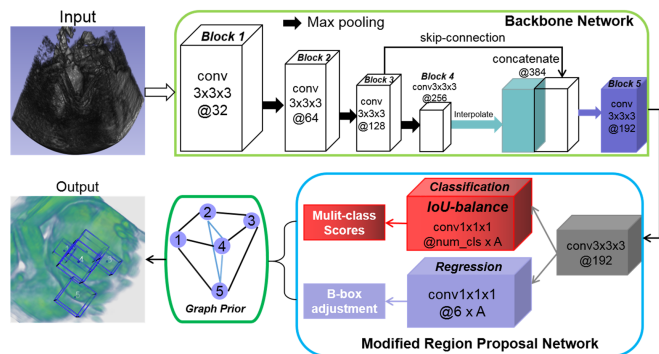 Input
Block 1
conv
3x3x3
@32
Block 2
conv
3x3x3
@64
Max pooling
Block 3
conv
3x3x3
@128
skip-connection
Block 4
conv3x3x3
@256
Interpolate
Backbone Network
concatenate
@384
Block 5
conv
3x3x3
@192
Output
2
3
1
4
5
Graph Prior
Mulit-class
Scores
B-box
adjustment
Classification
IoU-balance
conv1x1x1
@num_cls x A
Regression
conv1x1x1
@6 x A
conv3x3x3
@192
Modified Region Proposal Network